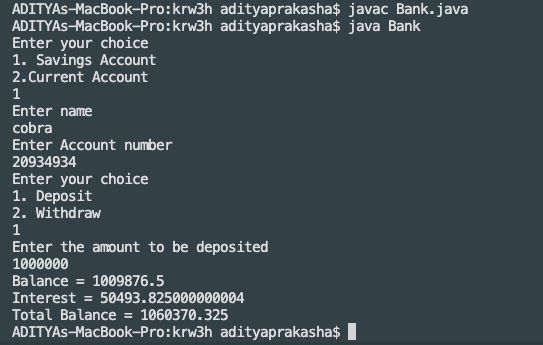 ADITYAs-MacBook-Pro:krw3h adityaprakasha$ javac Bank.java
ADITYAs-MacBook-Pro:krw3h adityaprakasha$ java Bank
Enter your choice
1. Savings Account
2.Current Account
1
Enter name
cobra
Enter Account number
20934934
Enter your choice
1. Deposit
2. Withdraw
1
Enter the amount to be deposited
1000000
Balance = 1009876.5
Interest = 50493.825000000004
Total Balance = 1060370.325
ADITYAs-MacBook-Pro:krw3h adityaprakasha$